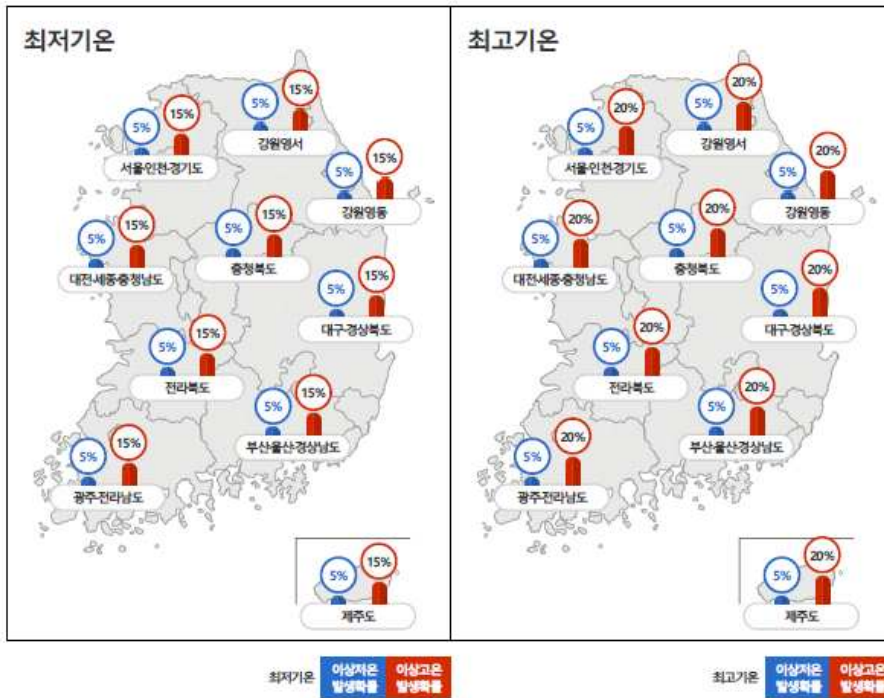 최저기온
5%
15%
서울·인천·경기도
5%
15%
강원영서
5%
15%
강원영동
5%
15%
대전·세종·충청남도
5%
15%
충청북도
5%
15%
대구·경상북도
5%
15%
전라북도
5%
15%
부산·울산·경상남도
5%
15%
광주·전라남도
5%
15%
제주도
최저기온
이상저온
발생확률
이상고온
발생확률
최고기온
5%
20%
서울·인천·경기도
5%
20%
강원영서
5%
20%
강원영동
5%
20%
대전·세종·충청남도
5%
20%
충청북도
5%
20%
대구·경상북도
5%
20%
전라북도
5%
20%
부산·울산·경상남도
5%
20%
광주·전라남도
5%
20%
제주도
최고기온
이상저온
발생확률
이상고온
발생확률